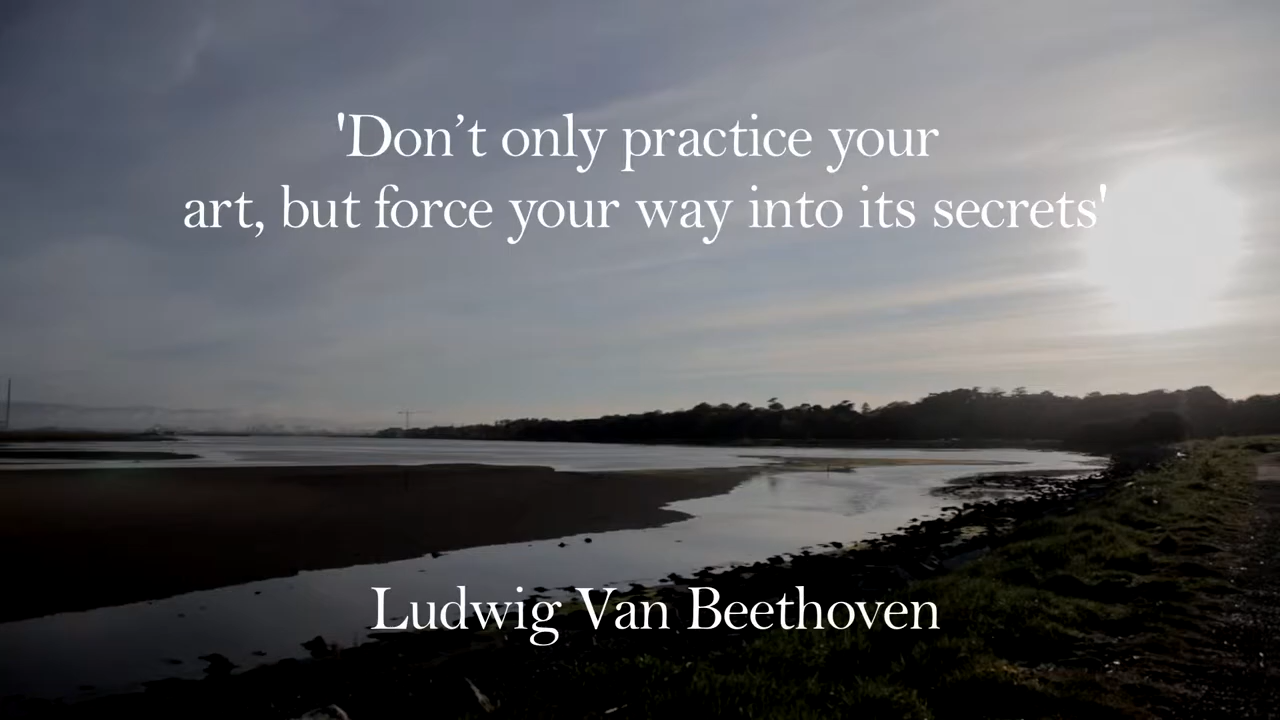 'Don’t only practice your
art, but force your way into its secrets'
Ludwig Van Beethoven